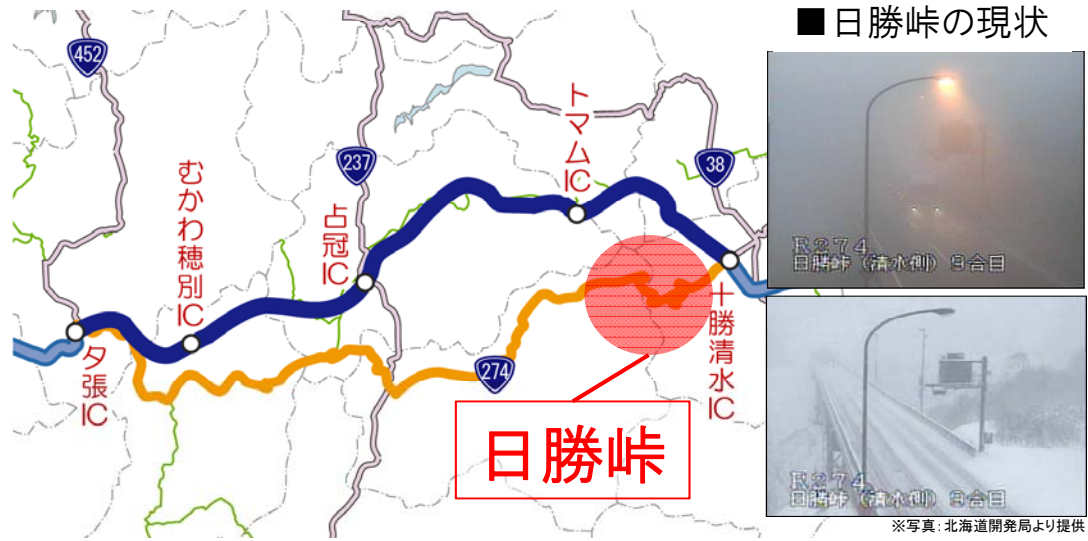 ■日勝峠の現状
452
237
38
274
むかわ穂別IC
占冠IC
トマムIC
夕張IC
十勝清水IC
日勝峠
R274
日勝峠（清水側）9合目
R274
日勝峠（清水側）9合目
※写真：北海道開発局より提供